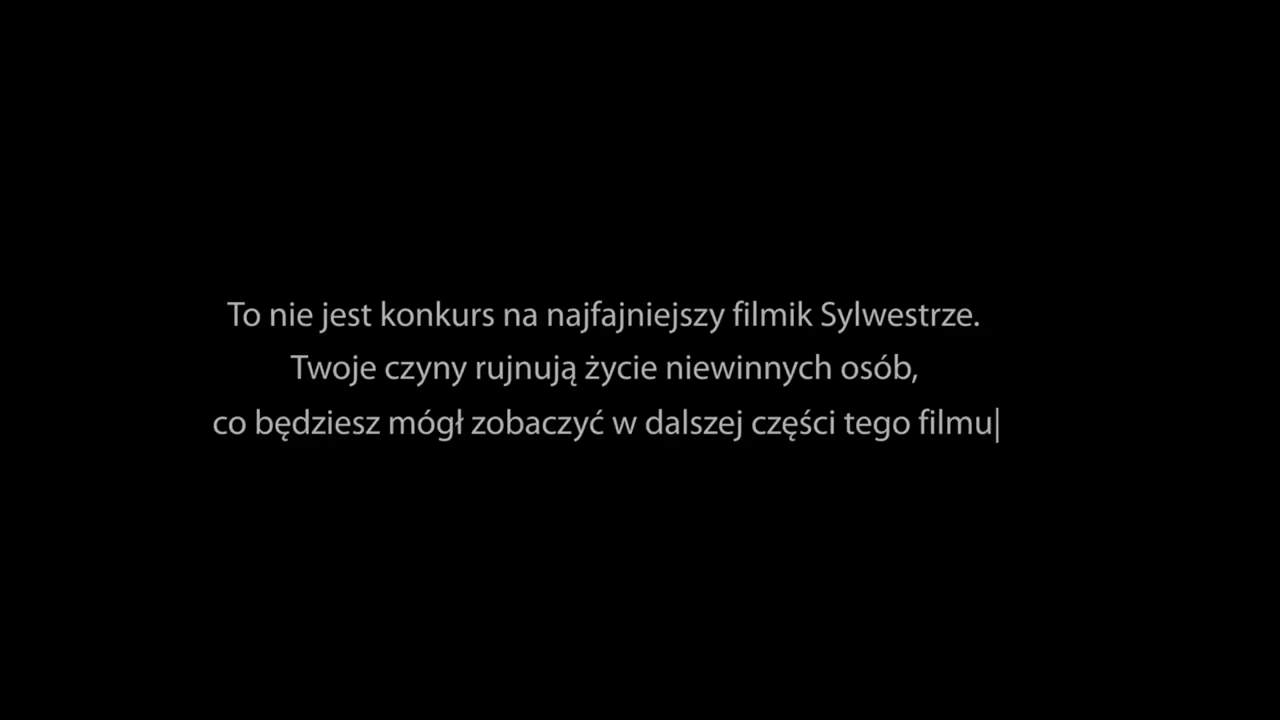 To nie jest konkurs na najfajniejszy filmik Sylwestrze.
Twoje czyny rujnują życie niewinnych osób,
co będziesz mógł zobaczyć w dalszej części tego filmu|